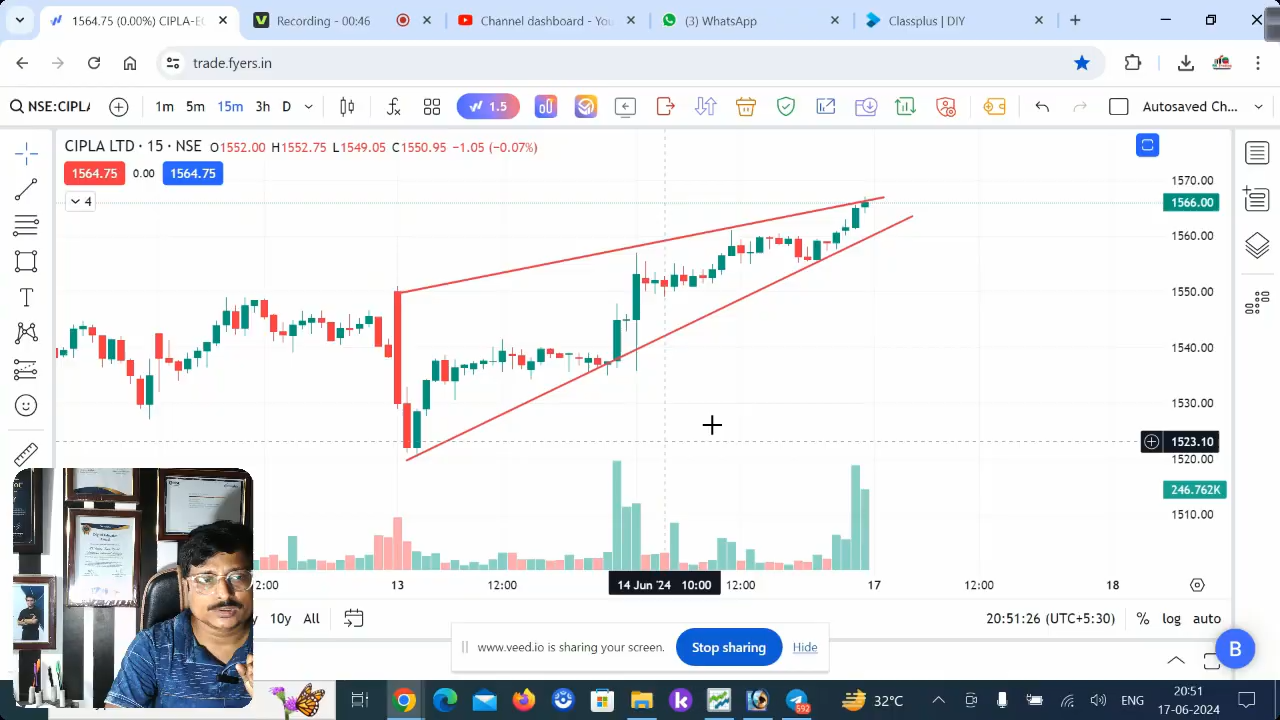 1564.75 (0.00%) CIPLA-EQ
Recording - 00:46
Channel dashboard - You
(3) WhatsApp
Classplus | DIY
trade.fyers.in
NSE:CIPLA
1m 5m 15m 3h D
1.5
Autosaved Ch...
CIPLA LTD · 15 · NSE O1552.00 H1552.75 L1549.05 C1550.95 −1.05 (−0.07%)
1564.75 0.00 1564.75
4
1570.00
1566.00
1560.00
1550.00
1540.00
1530.00
1523.10
1520.00
246.762K
1510.00
2:00 13 12:00 14 Jun '24 10:00 12:00 17 12:00 18
y 10y All
20:51:26 (UTC+5:30) % log auto
www.veed.io is sharing your screen. Stop sharing Hide
B
592
32°C
ENG
20:51
17-06-2024